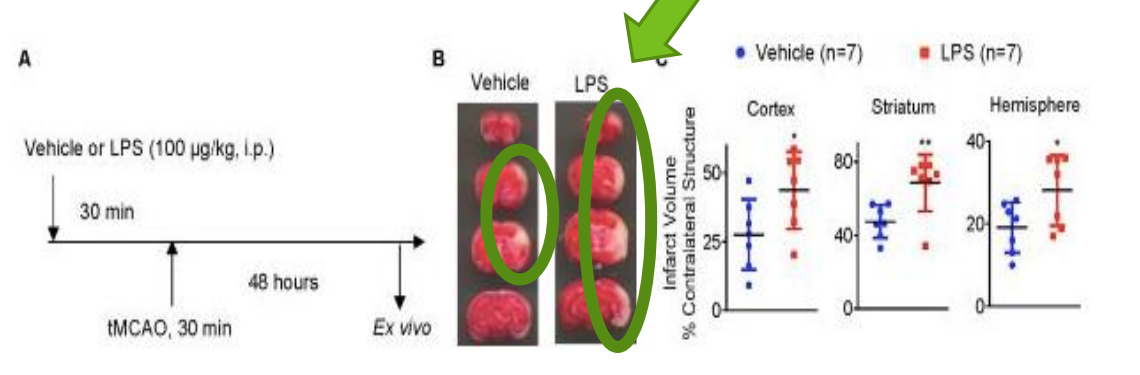 A
Vehicle or LPS (100 µg/kg, i.p.)
30 min
48 hours
tMCAO, 30 min
Ex vivo
B
Vehicle
LPS
C
Vehicle (n=7)
LPS (n=7)
Infarct Volume
% Contralateral Structure
Cortex
*
50
25
0
Striatum
**
80
40
0
Hemisphere
*
40
20
0